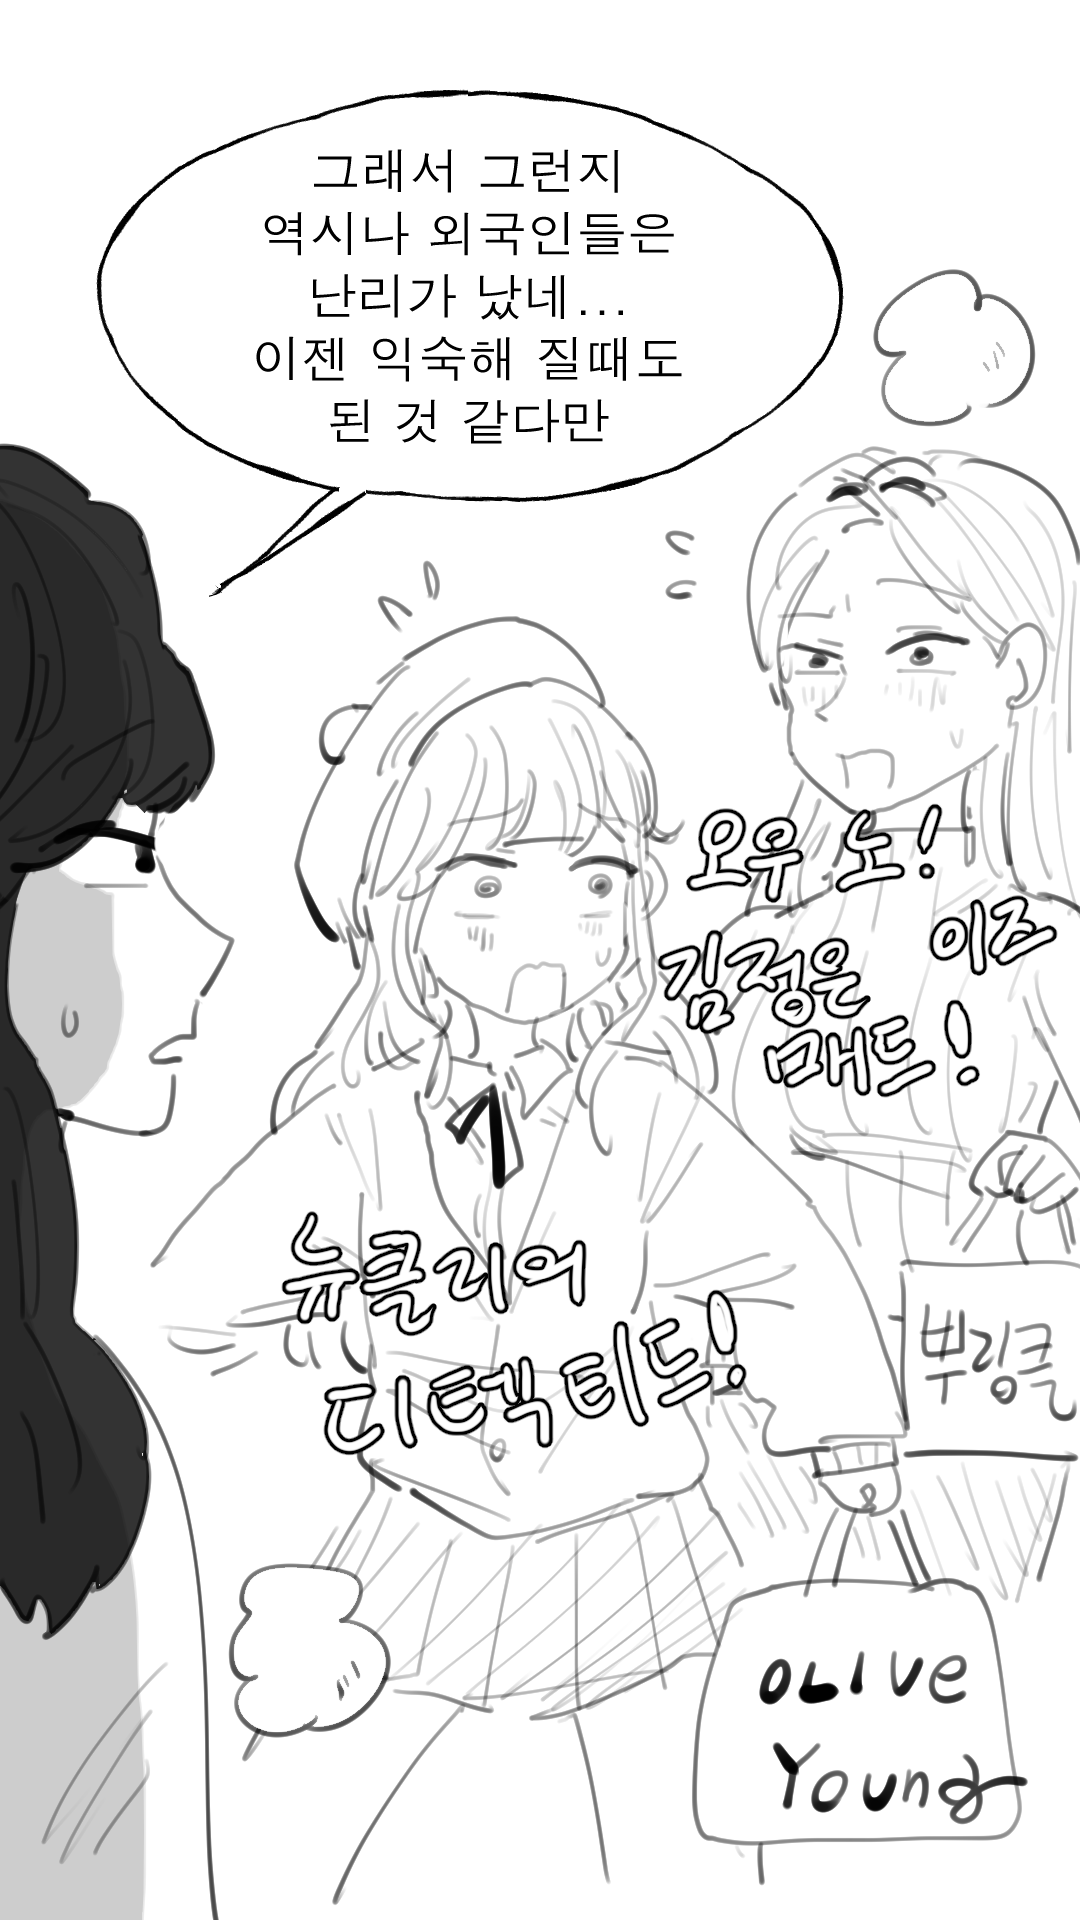 그래서 그런지
역시나 외국인들은
난리가 났네...
이젠 익숙해 질때도
된 것 같다만
오우 노!
김정은 이즈
매드!
뉴클리어
디텍티드!
뿌링클
OLIVe
Young